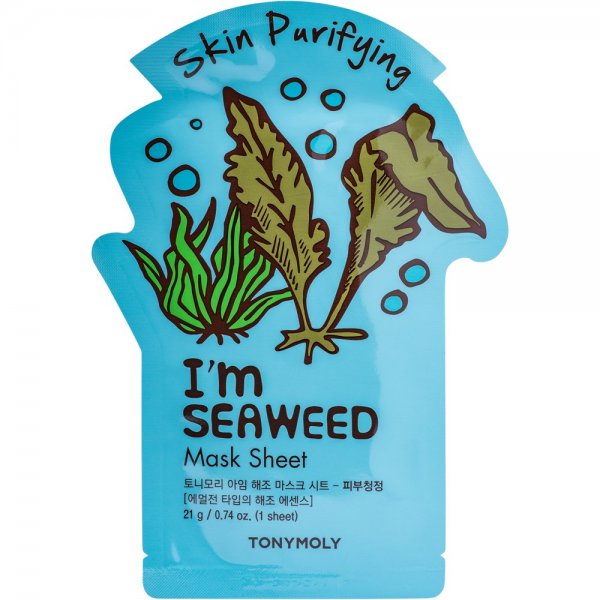 Skin Purifying
I'm
SEAWEED
Mask Sheet
토니모리 아임 해조 마스크 시트 - 피부청정
[에멀전 타입의 해조 에센스]
21 g / 0.74 oz. (1 sheet)
TONYMOLY